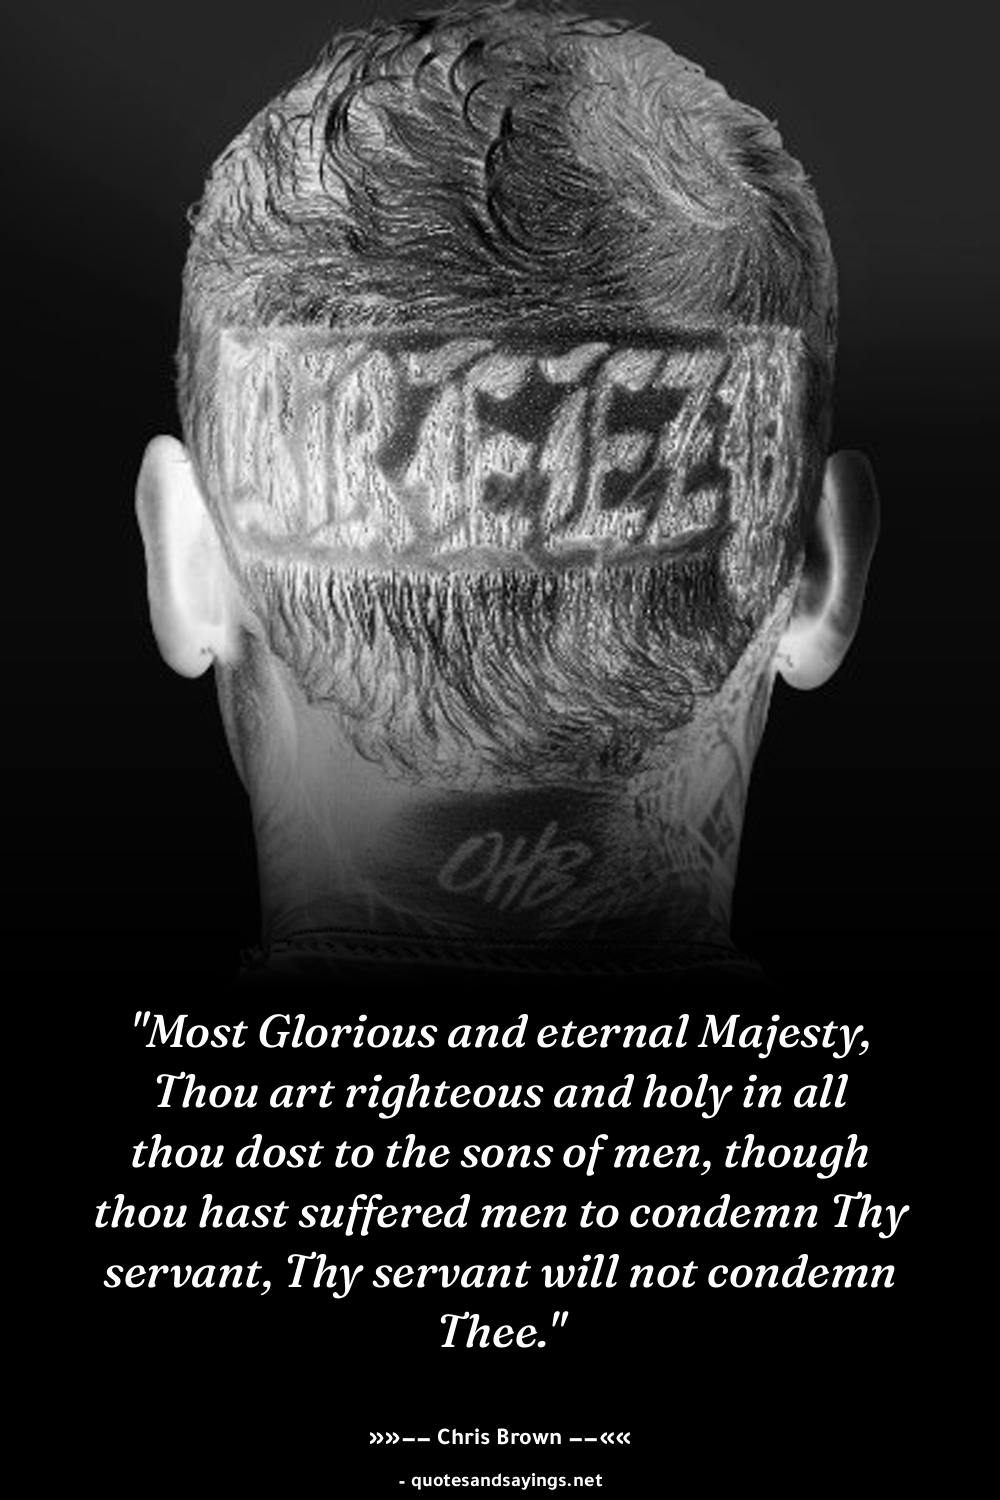 BREEZY
OHB
"Most Glorious and eternal Majesty,
Thou art righteous and holy in all
thou dost to the sons of men, though
thou hast suffered men to condemn Thy
servant, Thy servant will not condemn
Thee."
»»–– Chris Brown ––««
- quotesandsayings.net